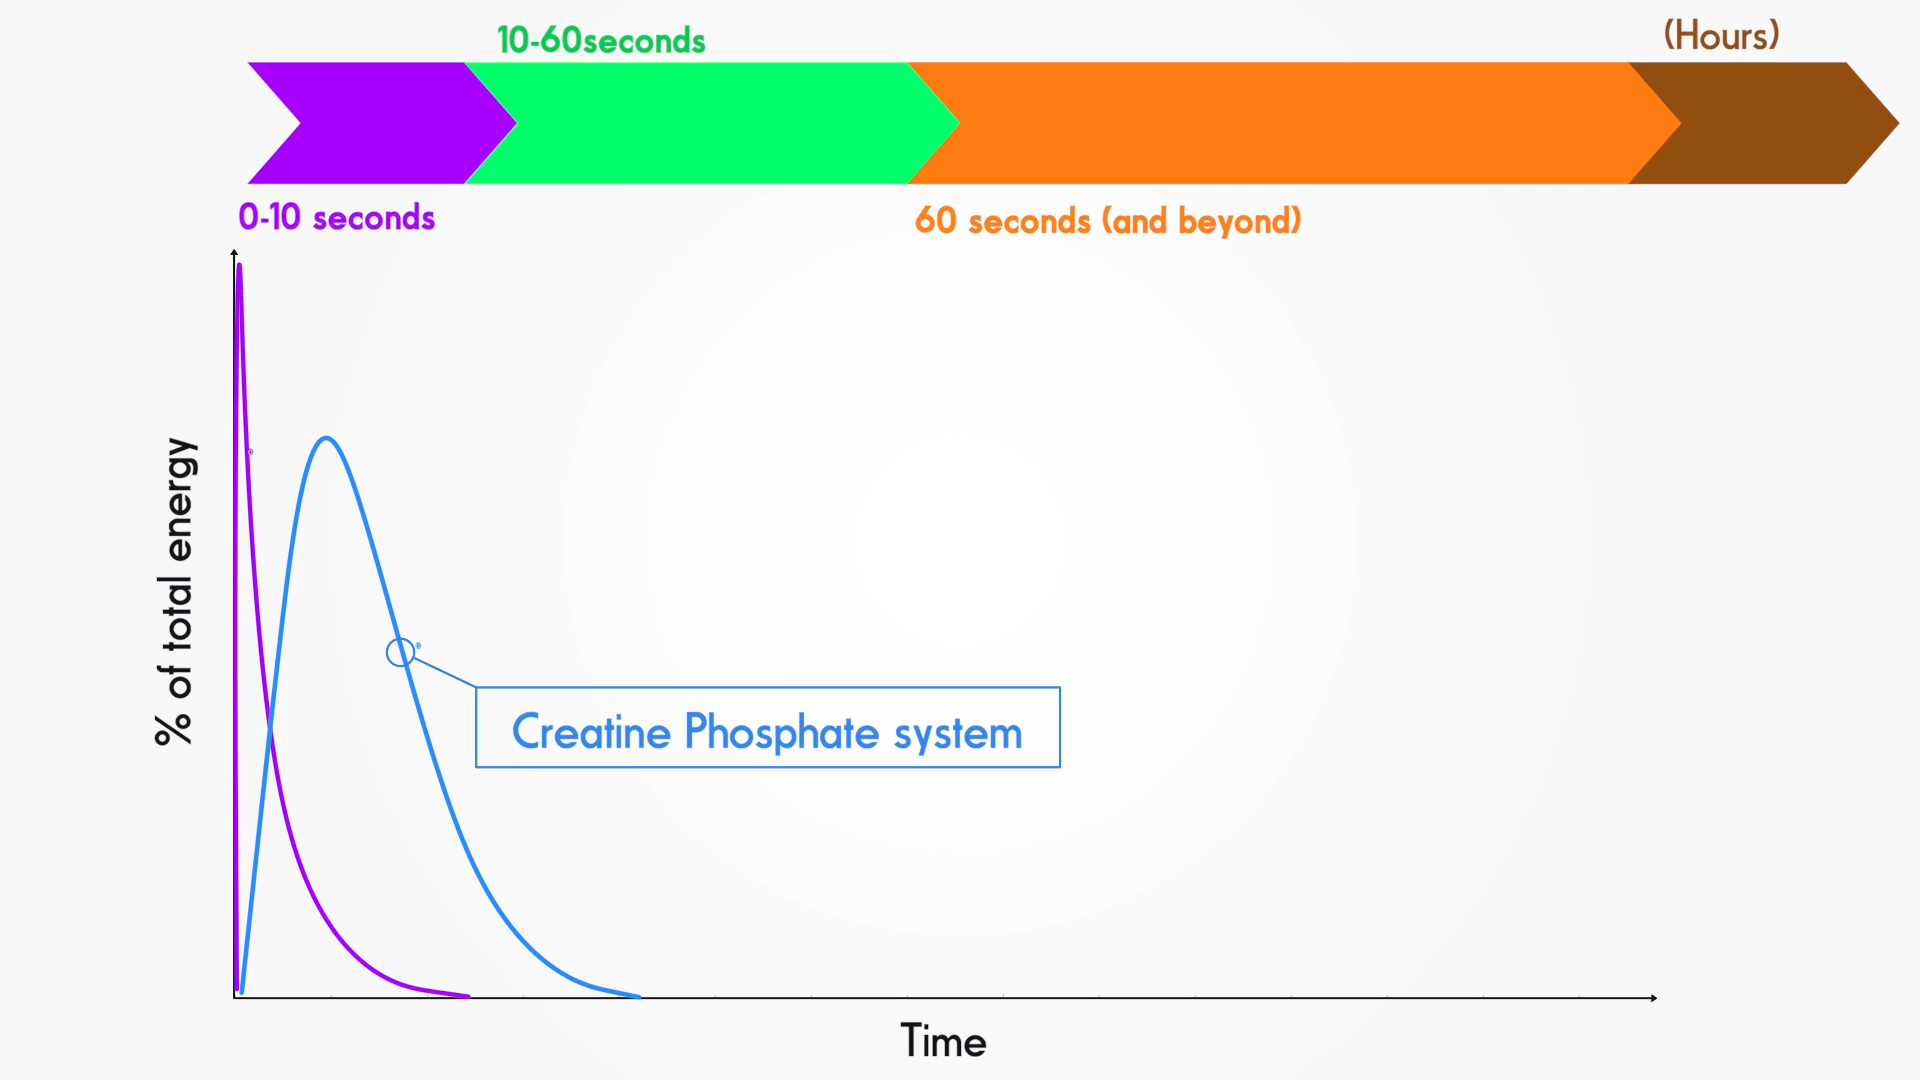 10-60seconds
(Hours)
0-10 seconds
60 seconds (and beyond)
% of total energy
Creatine Phosphate system
Time